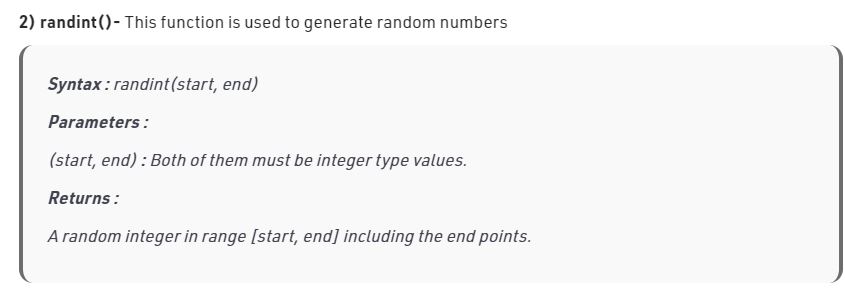 2) randint()- This function is used to generate random numbers
Syntax : randint(start, end)
Parameters :
(start, end) : Both of them must be integer type values.
Returns :
A random integer in range [start, end] including the end points.